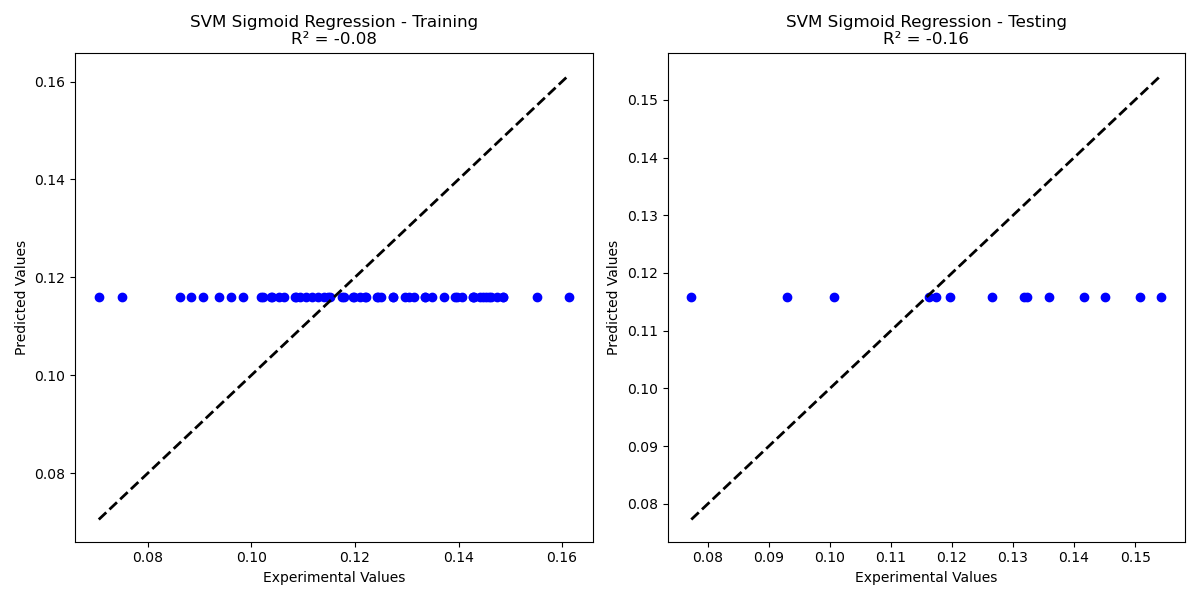 SVM Sigmoid Regression - Training
R² = -0.08
Predicted Values
0.16
0.14
0.12
0.10
0.08
0.08 0.10 0.12 0.14 0.16
Experimental Values
SVM Sigmoid Regression - Testing
R² = -0.16
Predicted Values
0.15
0.14
0.13
0.12
0.11
0.10
0.09
0.08
0.08 0.09 0.10 0.11 0.12 0.13 0.14 0.15
Experimental Values